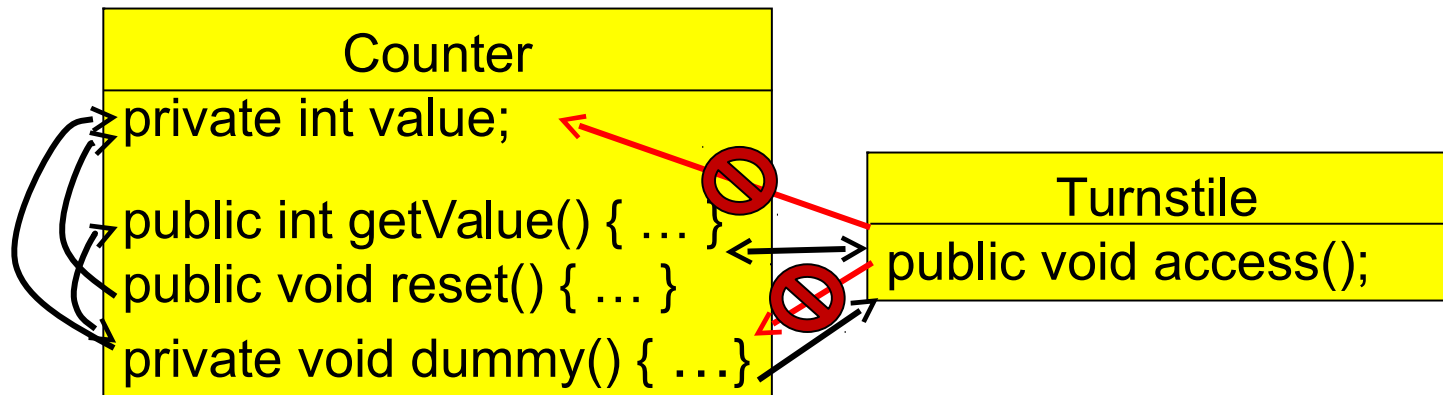 Counter
private int value;
public int getValue() { … }
public void reset() { … }
private void dummy() { …}
Turnstile
public void access();